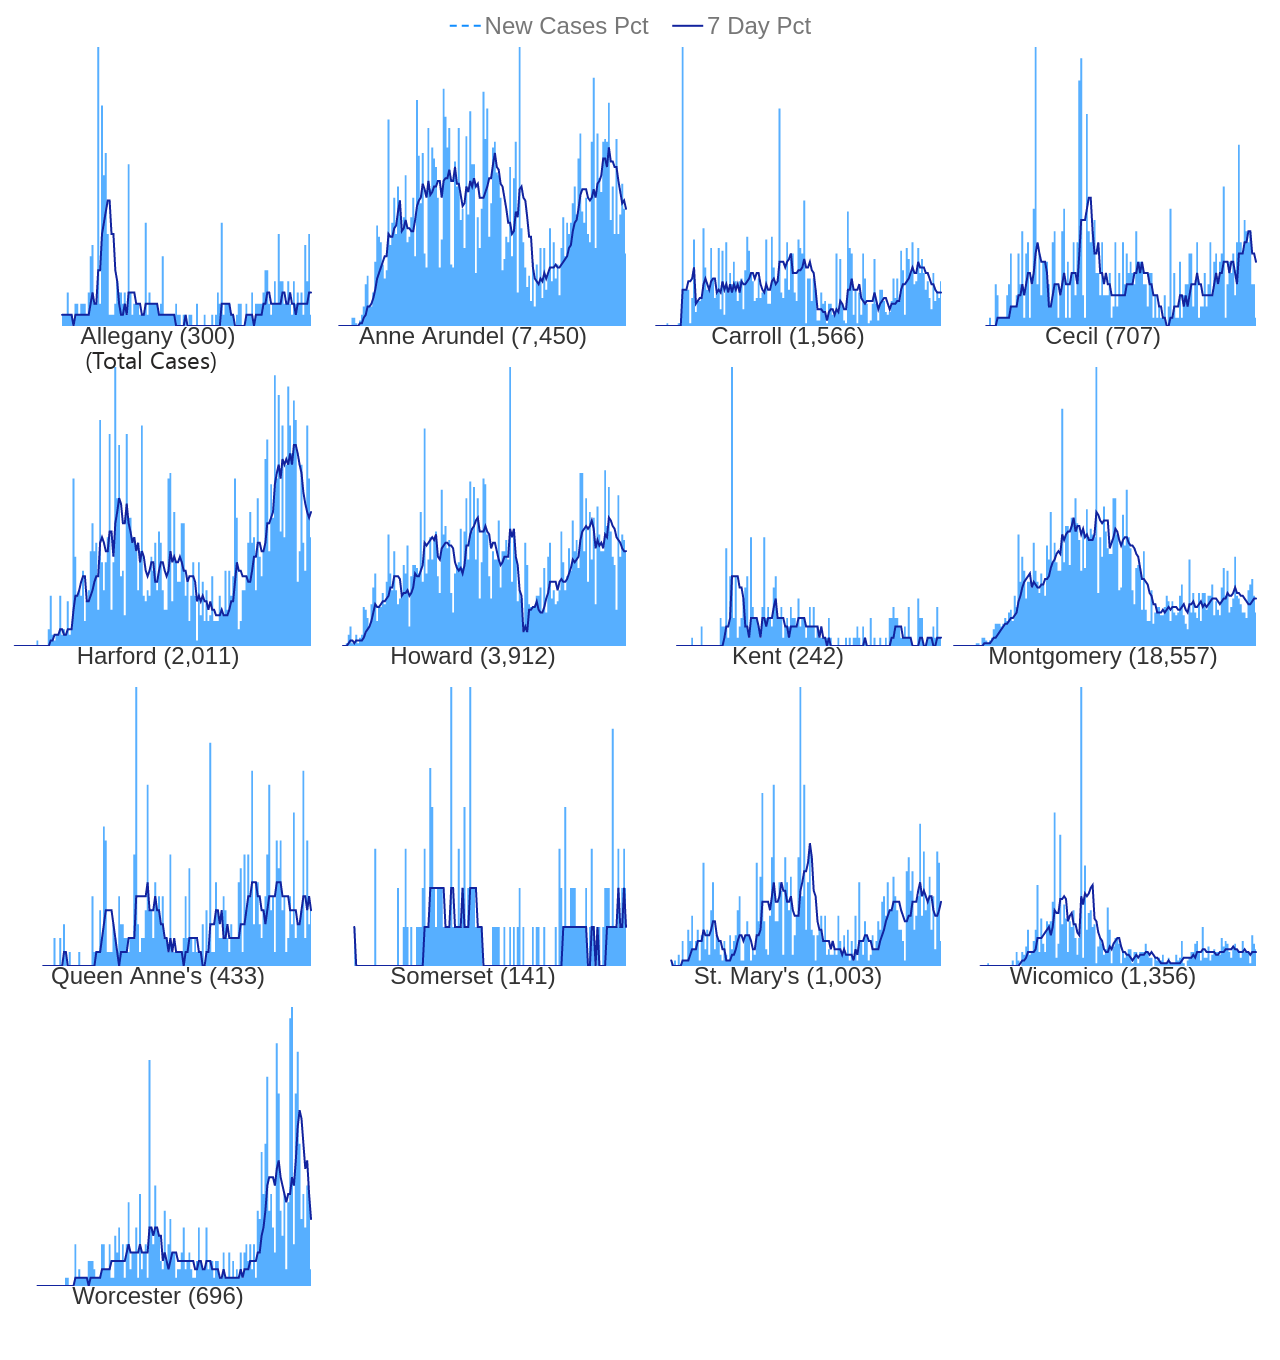 New Cases Pct 7 Day Pct
Allegany (300) Anne Arundel (7,450) Carroll (1,566) Cecil (707)
(Total Cases)
Harford (2,011) Howard (3,912) Kent (242) Montgomery (18,557)
Queen Anne's (433) Somerset (141) St. Mary's (1,003) Wicomico (1,356)
Worcester (696)